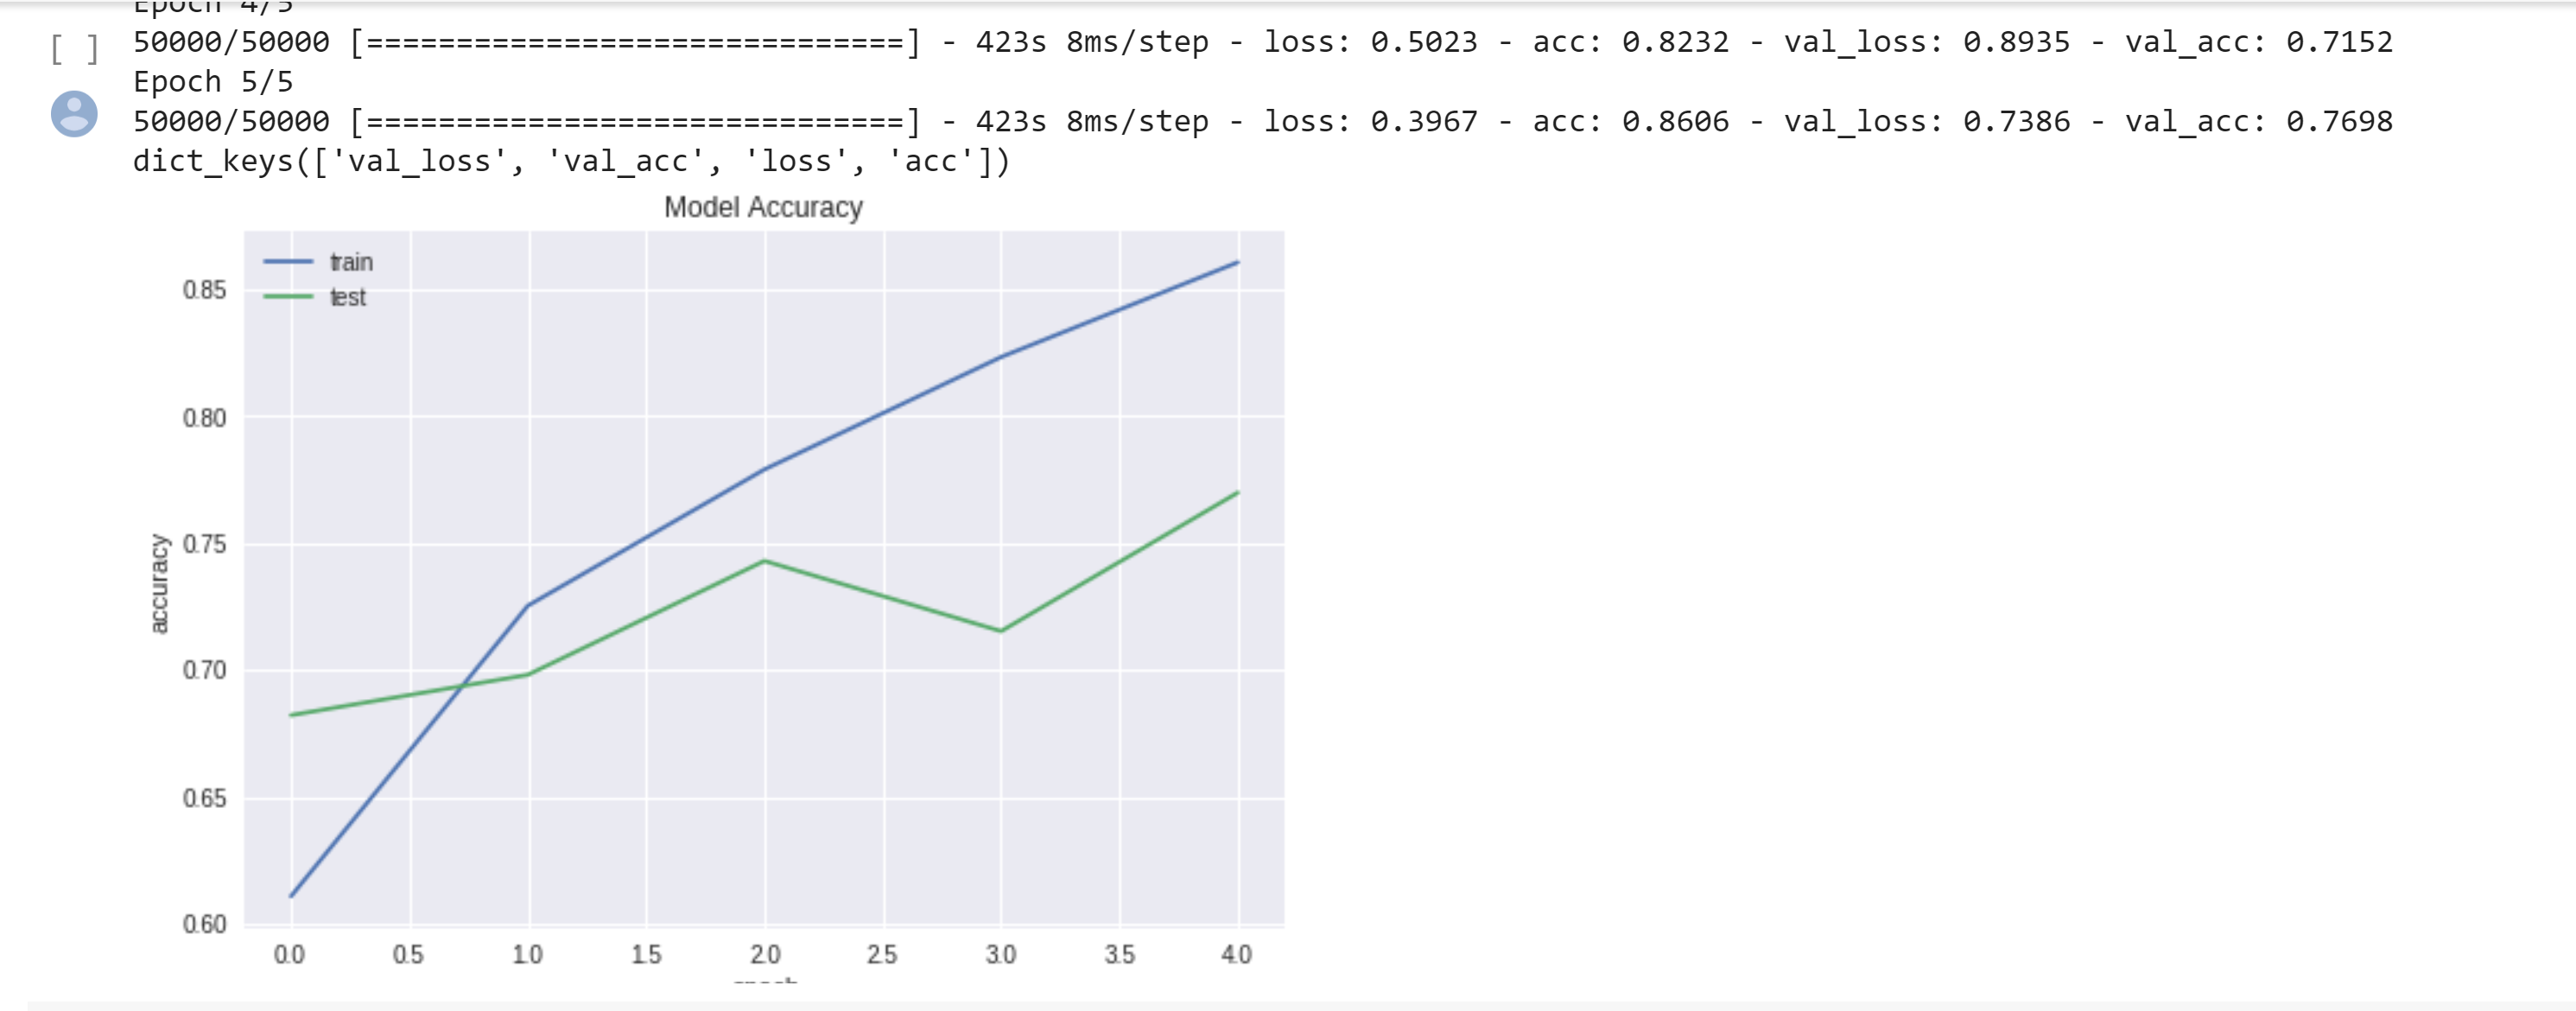 Epoch 4/5
[ ] 50000/50000 [==============================] - 423s 8ms/step - loss: 0.5023 - acc: 0.8232 - val_loss: 0.8935 - val_acc: 0.7152
Epoch 5/5
50000/50000 [==============================] - 423s 8ms/step - loss: 0.3967 - acc: 0.8606 - val_loss: 0.7386 - val_acc: 0.7698
dict_keys(['val_loss', 'val_acc', 'loss', 'acc'])
Model Accuracy
train
test
0.85
0.80
0.75
0.70
0.65
0.60
accuracy
0.0 0.5 1.0 1.5 2.0 2.5 3.0 3.5 4.0
epoch